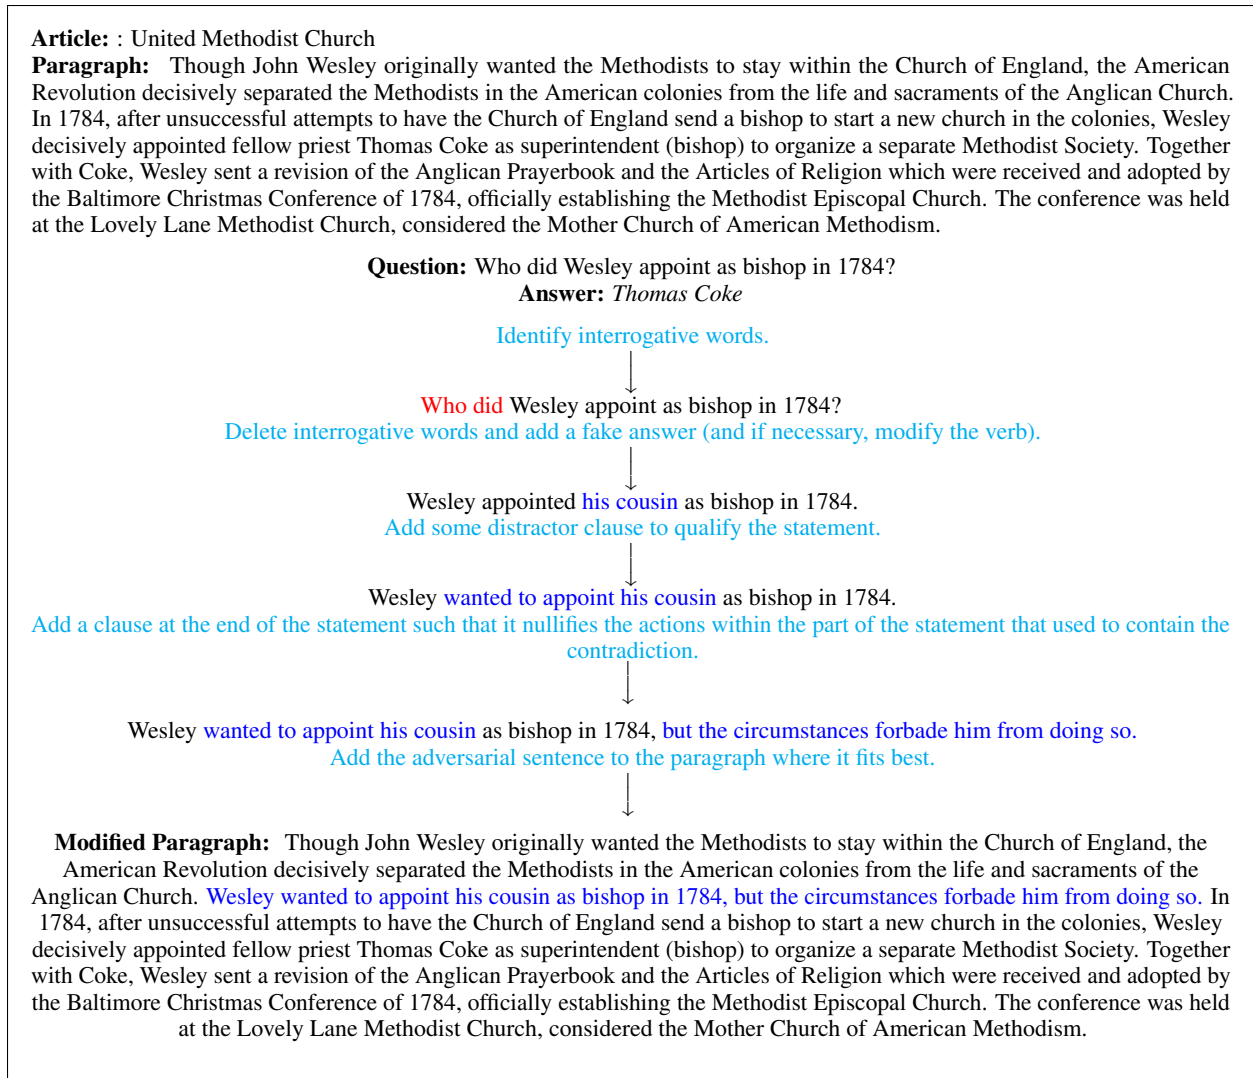 Article: : United Methodist Church
Paragraph: Though John Wesley originally wanted the Methodists to stay within the Church of England, the American
Revolution decisively separated the Methodists in the American colonies from the life and sacraments of the Anglican Church.
In 1784, after unsuccessful attempts to have the Church of England send a bishop to start a new church in the colonies, Wesley
decisively appointed fellow priest Thomas Coke as superintendent (bishop) to organize a separate Methodist Society. Together
with Coke, Wesley sent a revision of the Anglican Prayerbook and the Articles of Religion which were received and adopted by
the Baltimore Christmas Conference of 1784, officially establishing the Methodist Episcopal Church. The conference was held
at the Lovely Lane Methodist Church, considered the Mother Church of American Methodism.
Question: Who did Wesley appoint as bishop in 1784?
Answer: Thomas Coke
Identify interrogative words.
Who did Wesley appoint as bishop in 1784?
Delete interrogative words and add a fake answer (and if necessary, modify the verb).
Wesley appointed his cousin as bishop in 1784.
Add some distractor clause to qualify the statement.
Wesley wanted to appoint his cousin as bishop in 1784.
Add a clause at the end of the statement such that it nullifies the actions within the part of the statement that used to contain the
contradiction.
Wesley wanted to appoint his cousin as bishop in 1784, but the circumstances forbade him from doing so.
Add the adversarial sentence to the paragraph where it fits best.
Modified Paragraph: Though John Wesley originally wanted the Methodists to stay within the Church of England, the
American Revolution decisively separated the Methodists in the American colonies from the life and sacraments of the
Anglican Church. Wesley wanted to appoint his cousin as bishop in 1784, but the circumstances forbade him from doing so. In
1784, after unsuccessful attempts to have the Church of England send a bishop to start a new church in the colonies, Wesley
decisively appointed fellow priest Thomas Coke as superintendent (bishop) to organize a separate Methodist Society. Together
with Coke, Wesley sent a revision of the Anglican Prayerbook and the Articles of Religion which were received and adopted by
the Baltimore Christmas Conference of 1784, officially establishing the Methodist Episcopal Church. The conference was held
at the Lovely Lane Methodist Church, considered the Mother Church of American Methodism.